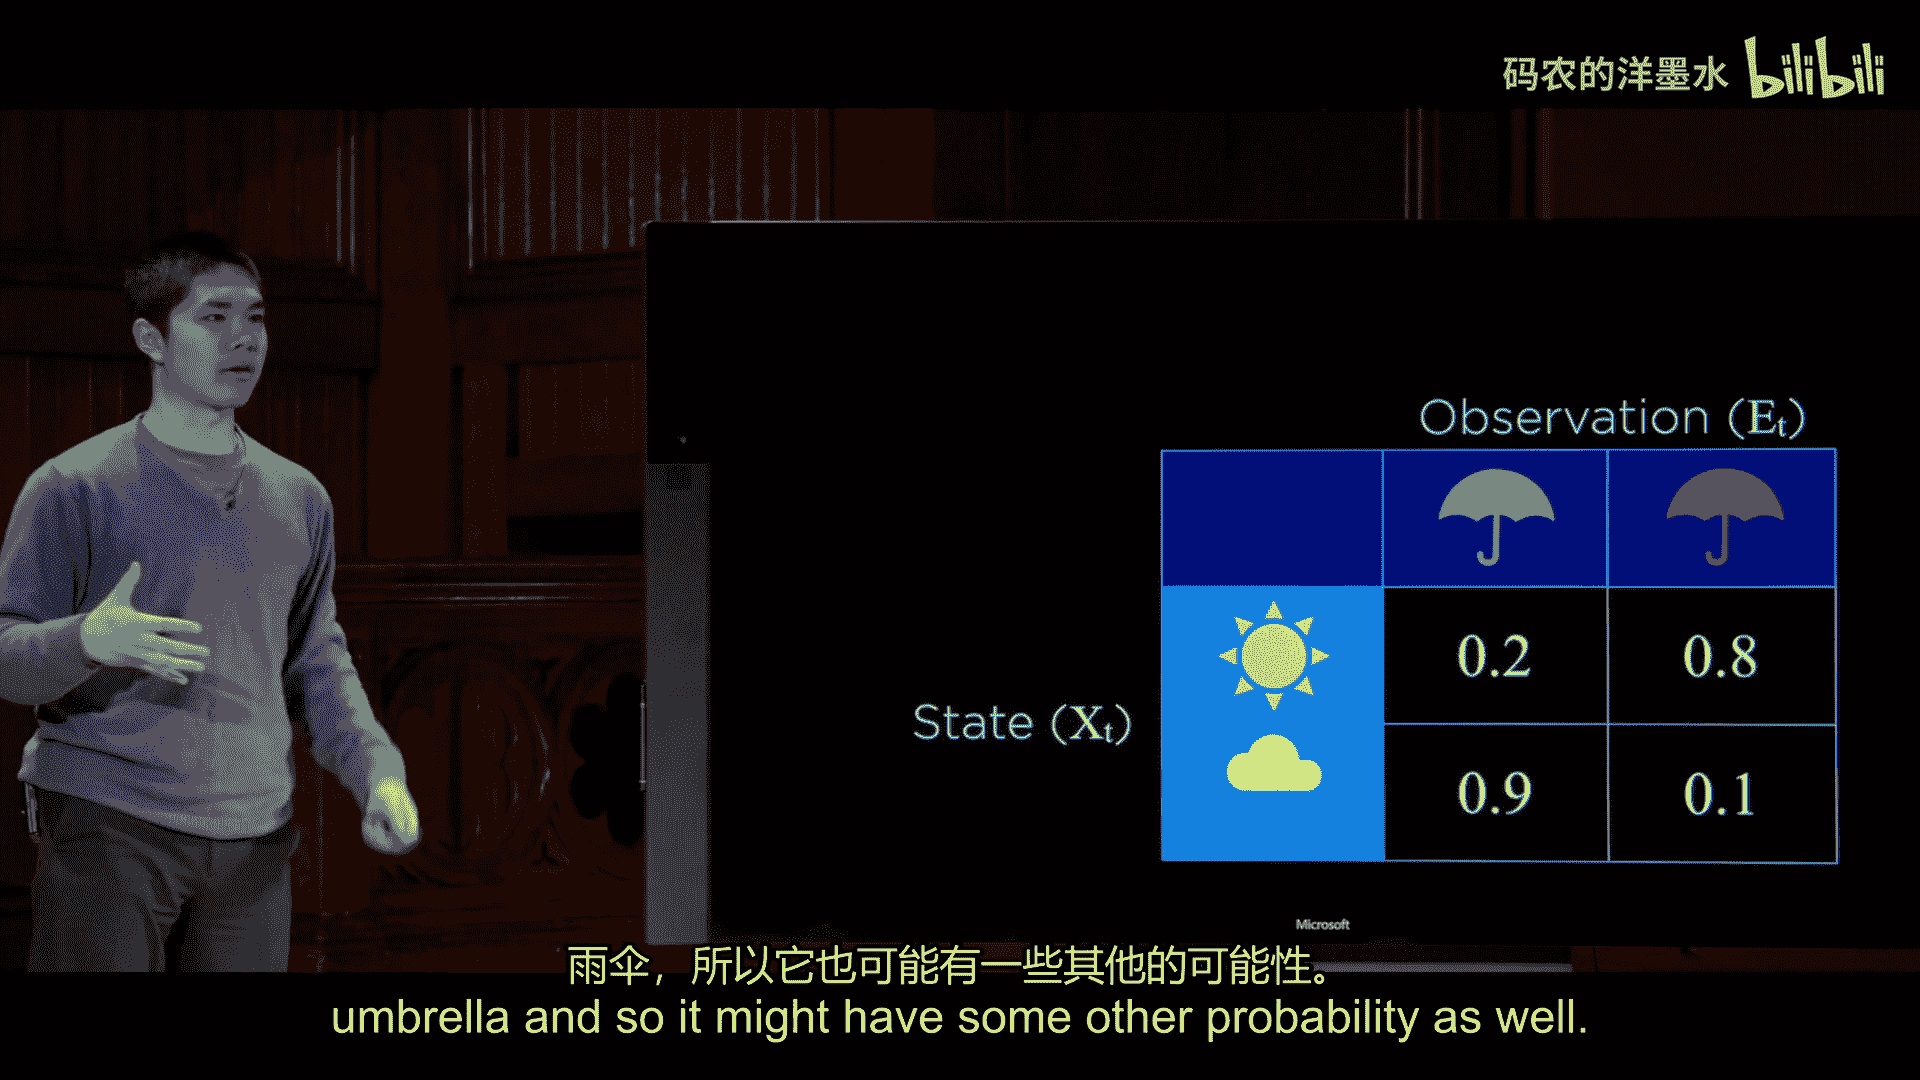 码农的洋墨水 bilibili
Observation (Et)
0.2 0.8
State (Xt)
0.9 0.1
Microsoft
雨伞，所以它也可能有一些其他的可能性。
umbrella and so it might have some other probability as well.